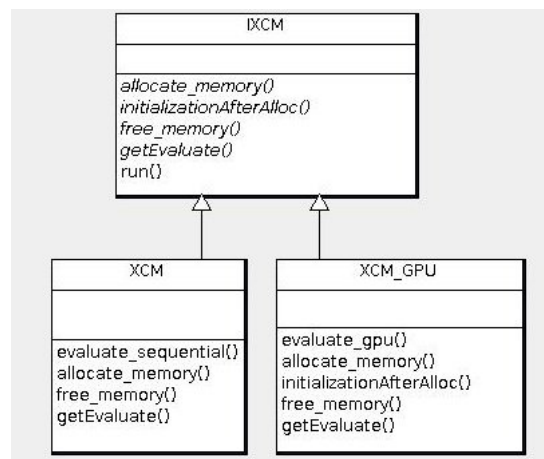 IXCM
allocate_memory()
initializationAfterAlloc()
free_memory()
getEvaluate()
run()
XCM
evaluate_sequential()
allocate_memory()
free_memory()
getEvaluate()
XCM_GPU
evaluate_gpu()
allocate_memory()
initializationAfterAlloc()
free_memory()
getEvaluate()